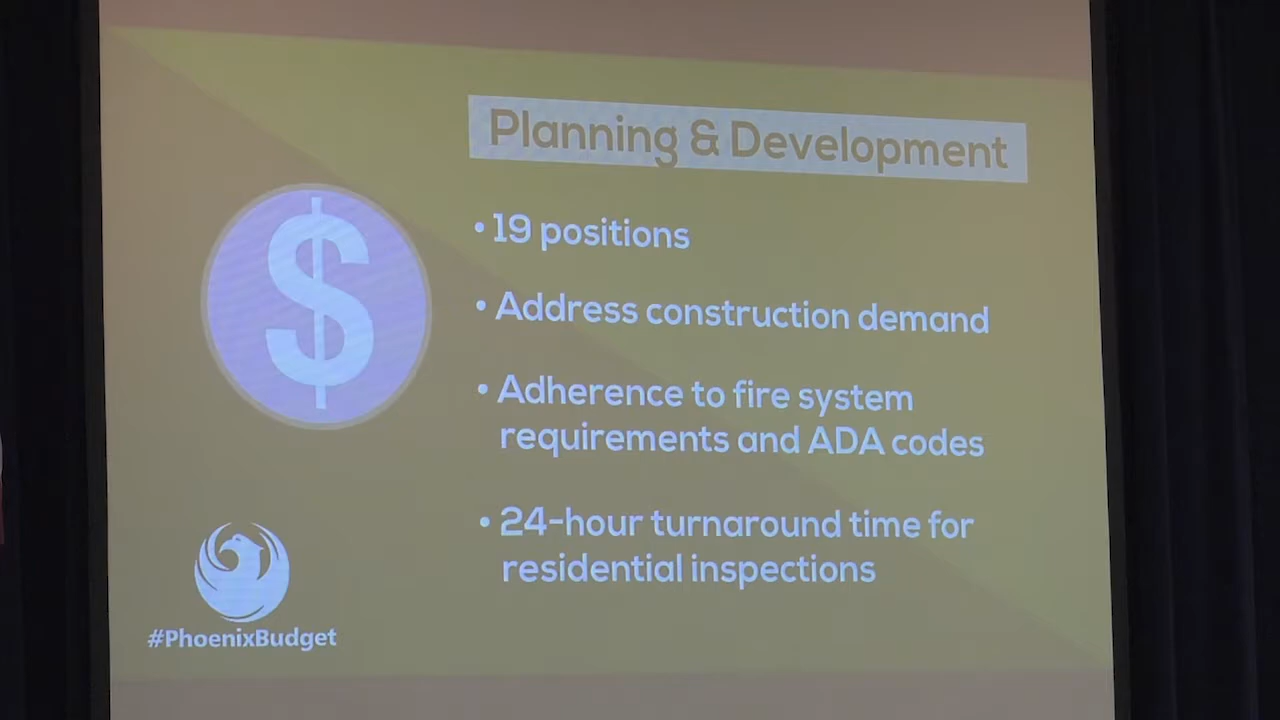 Planning & Development
• 19 positions
• Address construction demand
• Adherence to fire system
requirements and ADA codes
• 24-hour turnaround time for
residential inspections
$
#PhoenixBudget